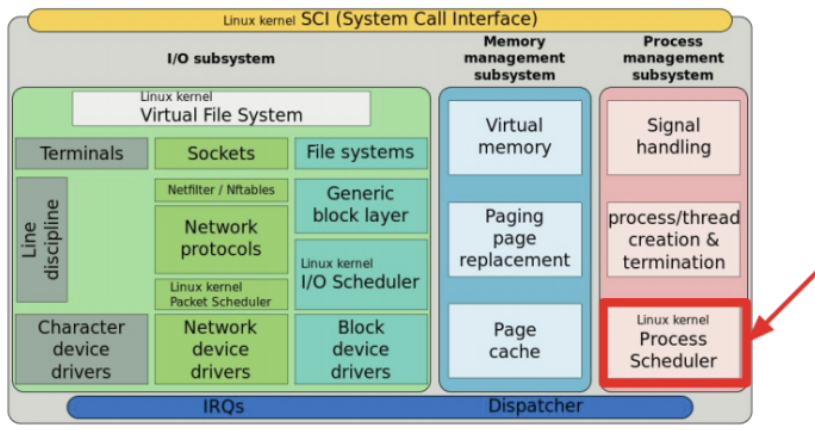 Linux kernel SCI (System Call Interface)
I/O subsystem
Memory
management
subsystem
Process
management
subsystem
Linux kernel
Virtual File System
Terminals
Sockets
File systems
Line
discipline
Netfilter / Nftables
Network
protocols
Linux kernel
Packet Scheduler
Generic
block layer
Linux kernel
I/O Scheduler
Character
device
drivers
Network
device
drivers
Block
device
drivers
Virtual
memory
Paging
page
replacement
Page
cache
Signal
handling
process/thread
creation &
termination
Linux kernel
Process
Scheduler
IRQs
Dispatcher